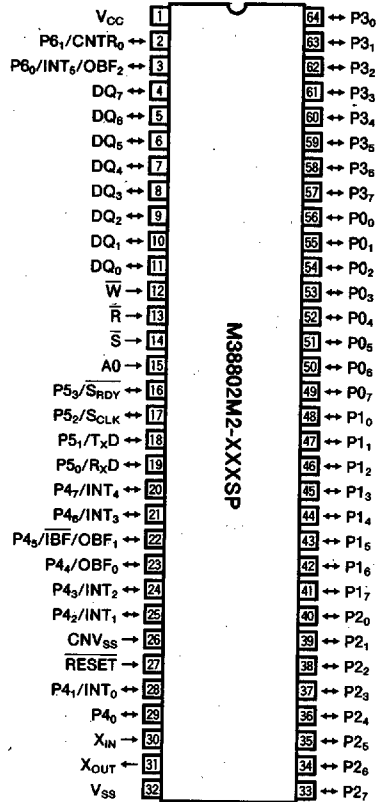 VCC 1 64 ↔ P30
P61/CNTR0 ↔ 2 63 ↔ P31
P60/INT5/OBF2 ↔ 3 62 ↔ P32
DQ7 ↔ 4 61 ↔ P33
DQ6 ↔ 5 60 ↔ P34
DQ5 ↔ 6 59 ↔ P35
DQ4 ↔ 7 58 ↔ P36
DQ3 ↔ 8 57 ↔ P37
DQ2 ↔ 9 56 ↔ P00
DQ1 ↔ 10 55 ↔ P01
DQ0 ↔ 11 54 ↔ P02
W̅ → 12 53 ↔ P03
R̅ → 13 52 ↔ P04
S̅ → 14 51 ↔ P05
A0 → 15 50 ↔ P06
P53/S̅R̅D̅Y̅ ↔ 16 49 ↔ P07
P52/SCLK ↔ 17 48 ↔ P10
P51/TXD ↔ 18 47 ↔ P11
P50/RXD ↔ 19 46 ↔ P12
P47/INT4 ↔ 20 45 ↔ P13
P46/INT3 ↔ 21 44 ↔ P14
P45/I̅B̅F̅/OBF1 ↔ 22 43 ↔ P15
P44/OBF0 ↔ 23 42 ↔ P16
P43/INT2 ↔ 24 41 ↔ P17
P42/INT1 ↔ 25 40 ↔ P20
CNVSS → 26 39 ↔ P21
R̅E̅S̅E̅T̅ → 27 38 ↔ P22
P41/INT0 ↔ 28 37 ↔ P23
P40 ↔ 29 36 ↔ P24
XIN → 30 35 ↔ P25
XOUT ← 31 34 ↔ P26
VSS 32 33 ↔ P27
M38802M2-XXXSP